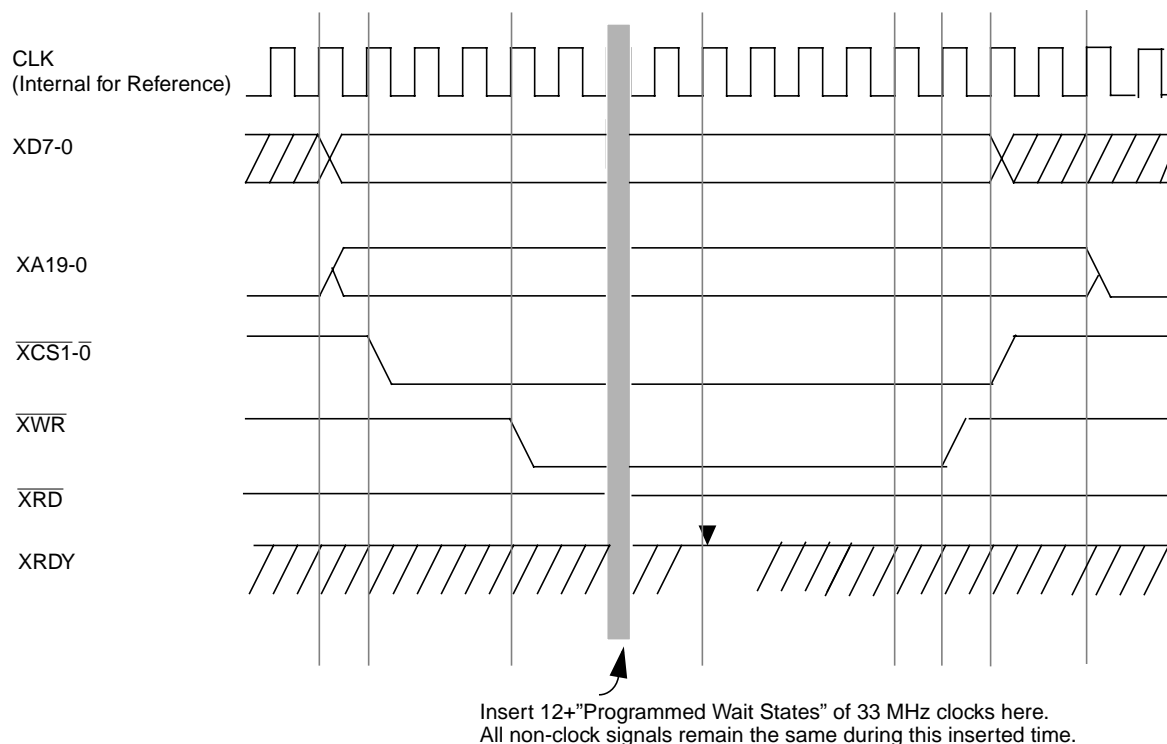 CLK
(Internal for Reference)
XD7-0
XA19-0
XCS1-0
XWR
XRD
XRDY
Insert 12+”Programmed Wait States” of 33 MHz clocks here.
All non-clock signals remain the same during this inserted time.